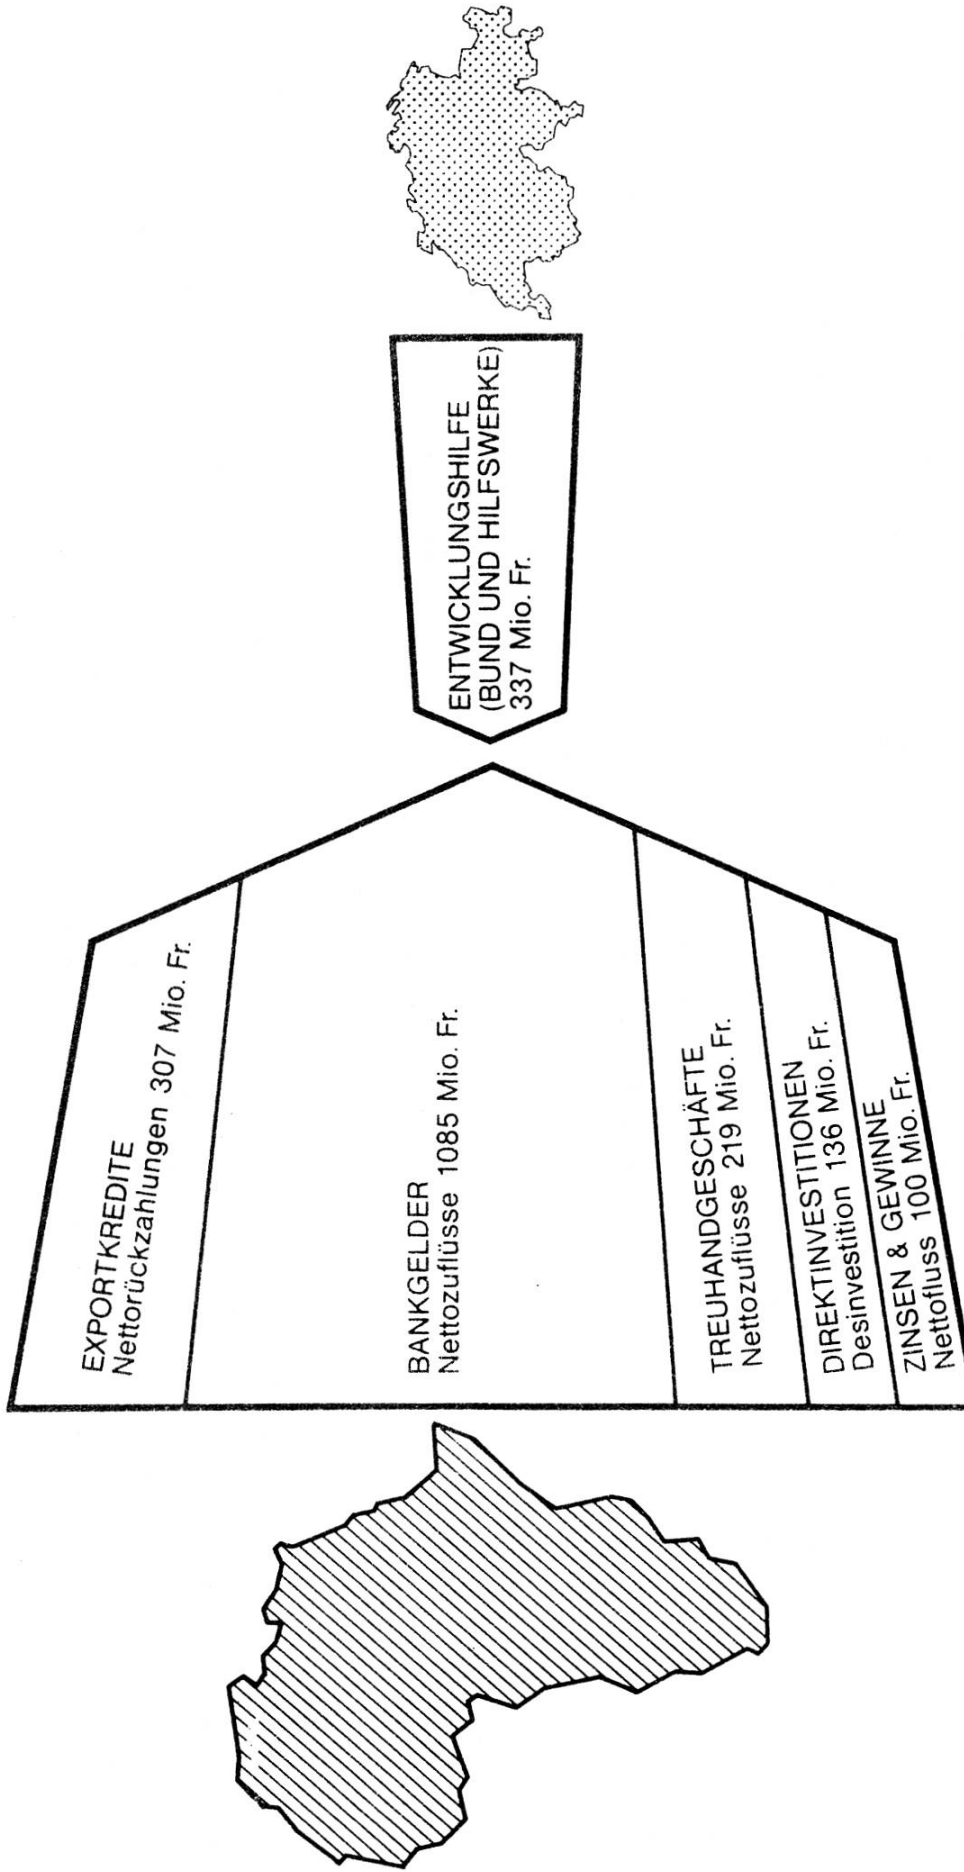 EXPORTKREDITE
Nettorückzahlungen 307 Mio. Fr.
BANKGELDER
Nettozuflüsse 1085 Mio. Fr.
TREUHANDGESCHÄFTE
Nettozuflüsse 219 Mio. Fr.
DIREKTINVESTITIONEN
Desinvestition 136 Mio. Fr.
ZINSEN & GEWINNE
Nettofluss 100 Mio. Fr.
ENTWICKLUNGSHILFE
(BUND UND HILFSWERKE)
337 Mio. Fr.